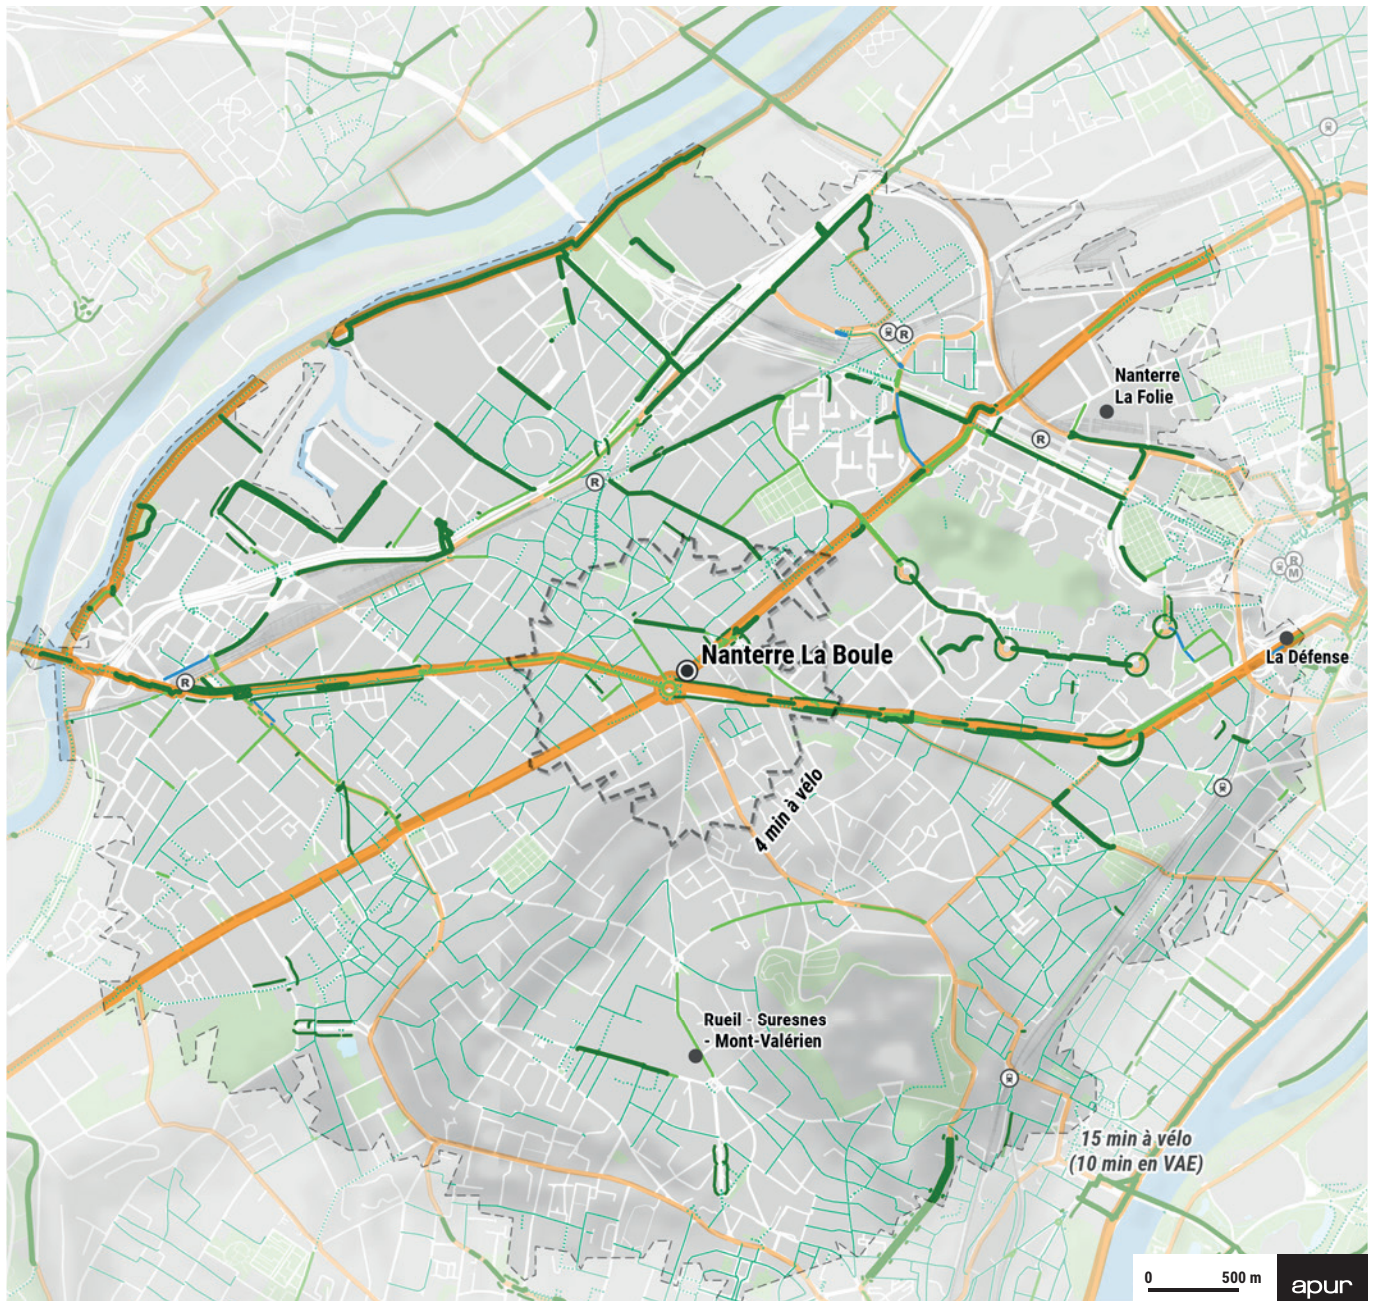 R
R
Nanterre
La Folie
R
R
R
M
Nanterre La Boule
La Défense
R
4 min à vélo
Rueil - Suresnes
- Mont-Valérien
15 min à vélo
(10 min en VAE)
0 500 m
apur